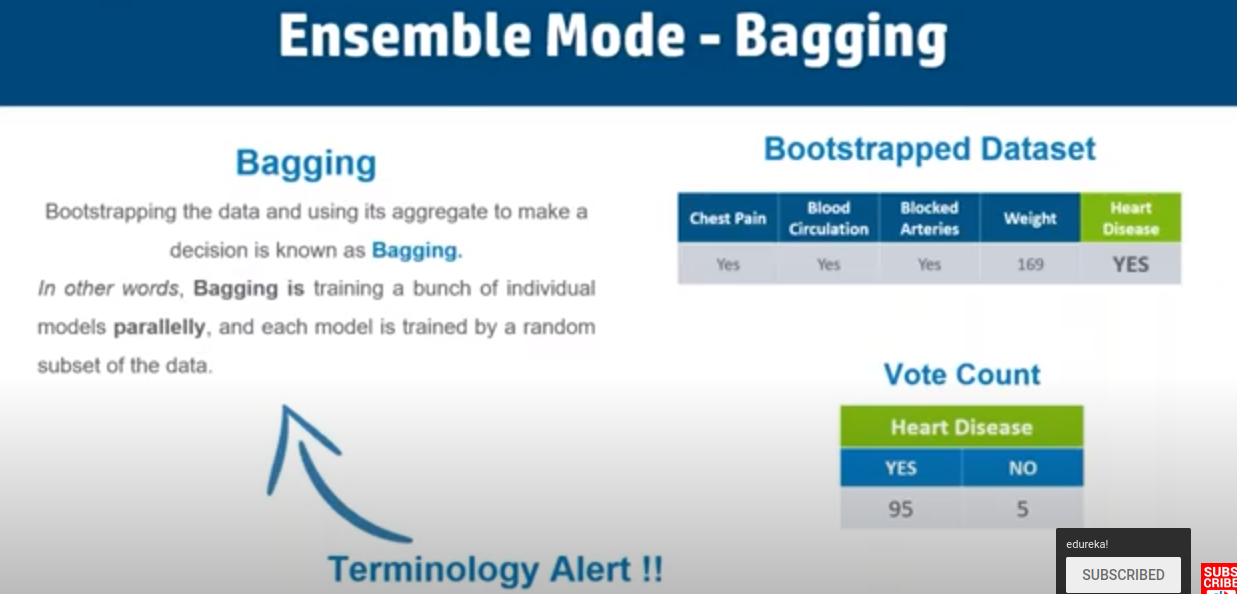 Ensemble Mode - Bagging
Bagging
Bootstrapping the data and using its aggregate to make a
decision is known as Bagging.
In other words, Bagging is training a bunch of individual
models parallelly, and each model is trained by a random
subset of the data.
Terminology Alert !!
Bootstrapped Dataset
Chest Pain Blood Circulation Blocked Arteries Weight Heart Disease
Yes Yes Yes 169 YES
Vote Count
Heart Disease
YES NO
95 5
edureka!
SUBSCRIBED
SUBS
CRIBE